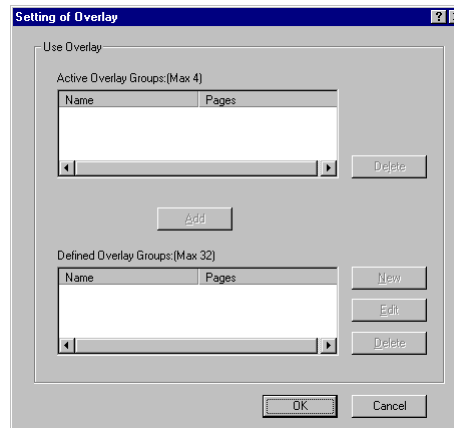 Setting of Overlay
Use Overlay
Active Overlay Groups:(Max 4)
Name Pages
Delete
Add
Defined Overlay Groups:(Max 32)
Name Pages
New
Edit
Delete
OK Cancel